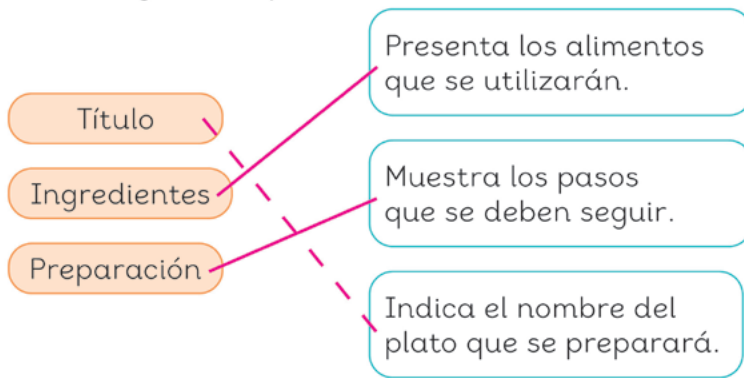 Título
Ingredientes
Preparación
Presenta los alimentos
que se utilizarán.
Muestra los pasos
que se deben seguir.
Indica el nombre del
plato que se preparará.